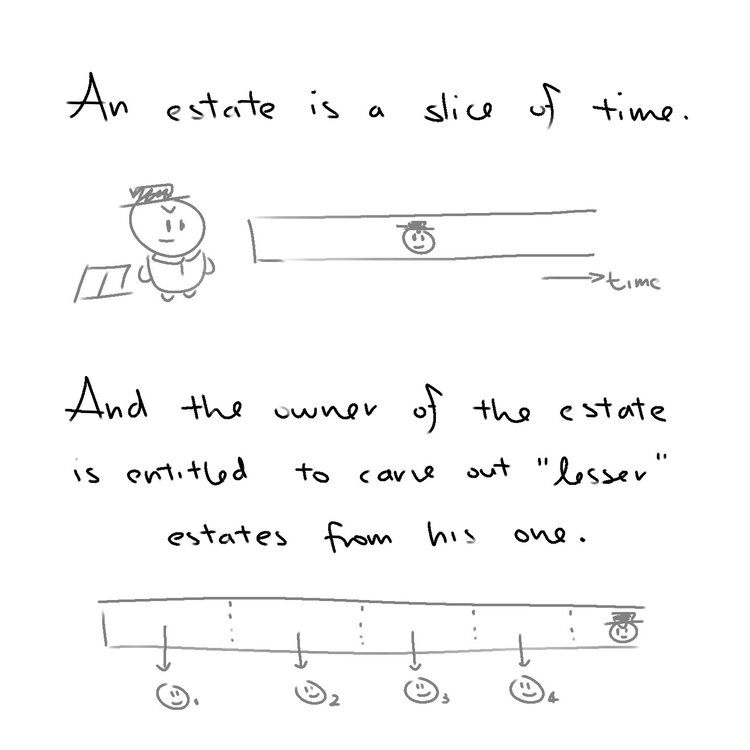 An estate is a slice of time.
time
And the owner of the estate
is entitled to carve out "lesser"
estates from his one.
1 2 3 4